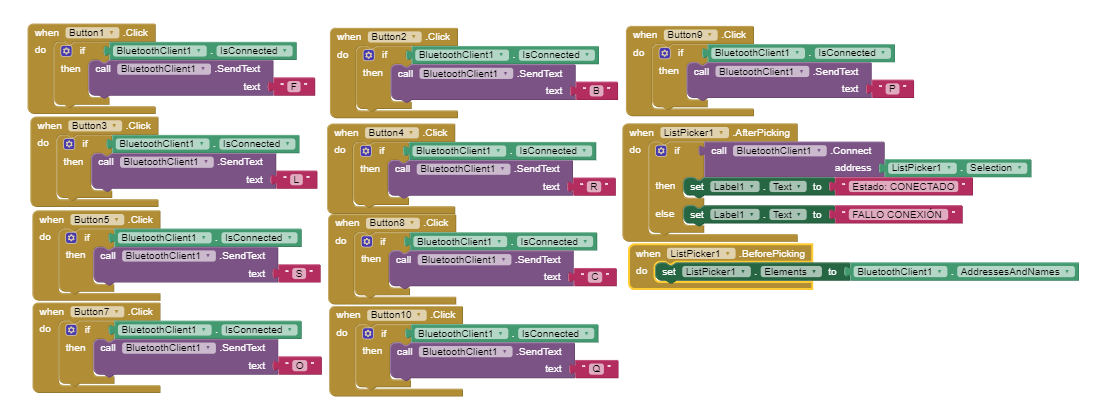 when Button1 .Click
do if BluetoothClient1 . IsConnected
then call BluetoothClient1 .SendText
text " F "
when Button3 .Click
do if BluetoothClient1 . IsConnected
then call BluetoothClient1 .SendText
text " L "
when Button5 .Click
do if BluetoothClient1 . IsConnected
then call BluetoothClient1 .SendText
text " S "
when Button7 .Click
do if BluetoothClient1 . IsConnected
then call BluetoothClient1 .SendText
text " O "
when Button2 .Click
do if BluetoothClient1 . IsConnected
then call BluetoothClient1 .SendText
text " B "
when Button4 .Click
do if BluetoothClient1 . IsConnected
then call BluetoothClient1 .SendText
text " R "
when Button8 .Click
do if BluetoothClient1 . IsConnected
then call BluetoothClient1 .SendText
text " C "
when Button10 .Click
do if BluetoothClient1 . IsConnected
then call BluetoothClient1 .SendText
text " Q "
when Button9 .Click
do if BluetoothClient1 . IsConnected
then call BluetoothClient1 .SendText
text " P "
when ListPicker1 .AfterPicking
do if call BluetoothClient1 .Connect
address ListPicker1 . Selection
then set Label1 . Text to " Estado: CONECTADO "
else set Label1 . Text to " FALLO CONEXIÓN "
when ListPicker1 .BeforePicking
do set ListPicker1 . Elements to BluetoothClient1 . AddressesAndNames